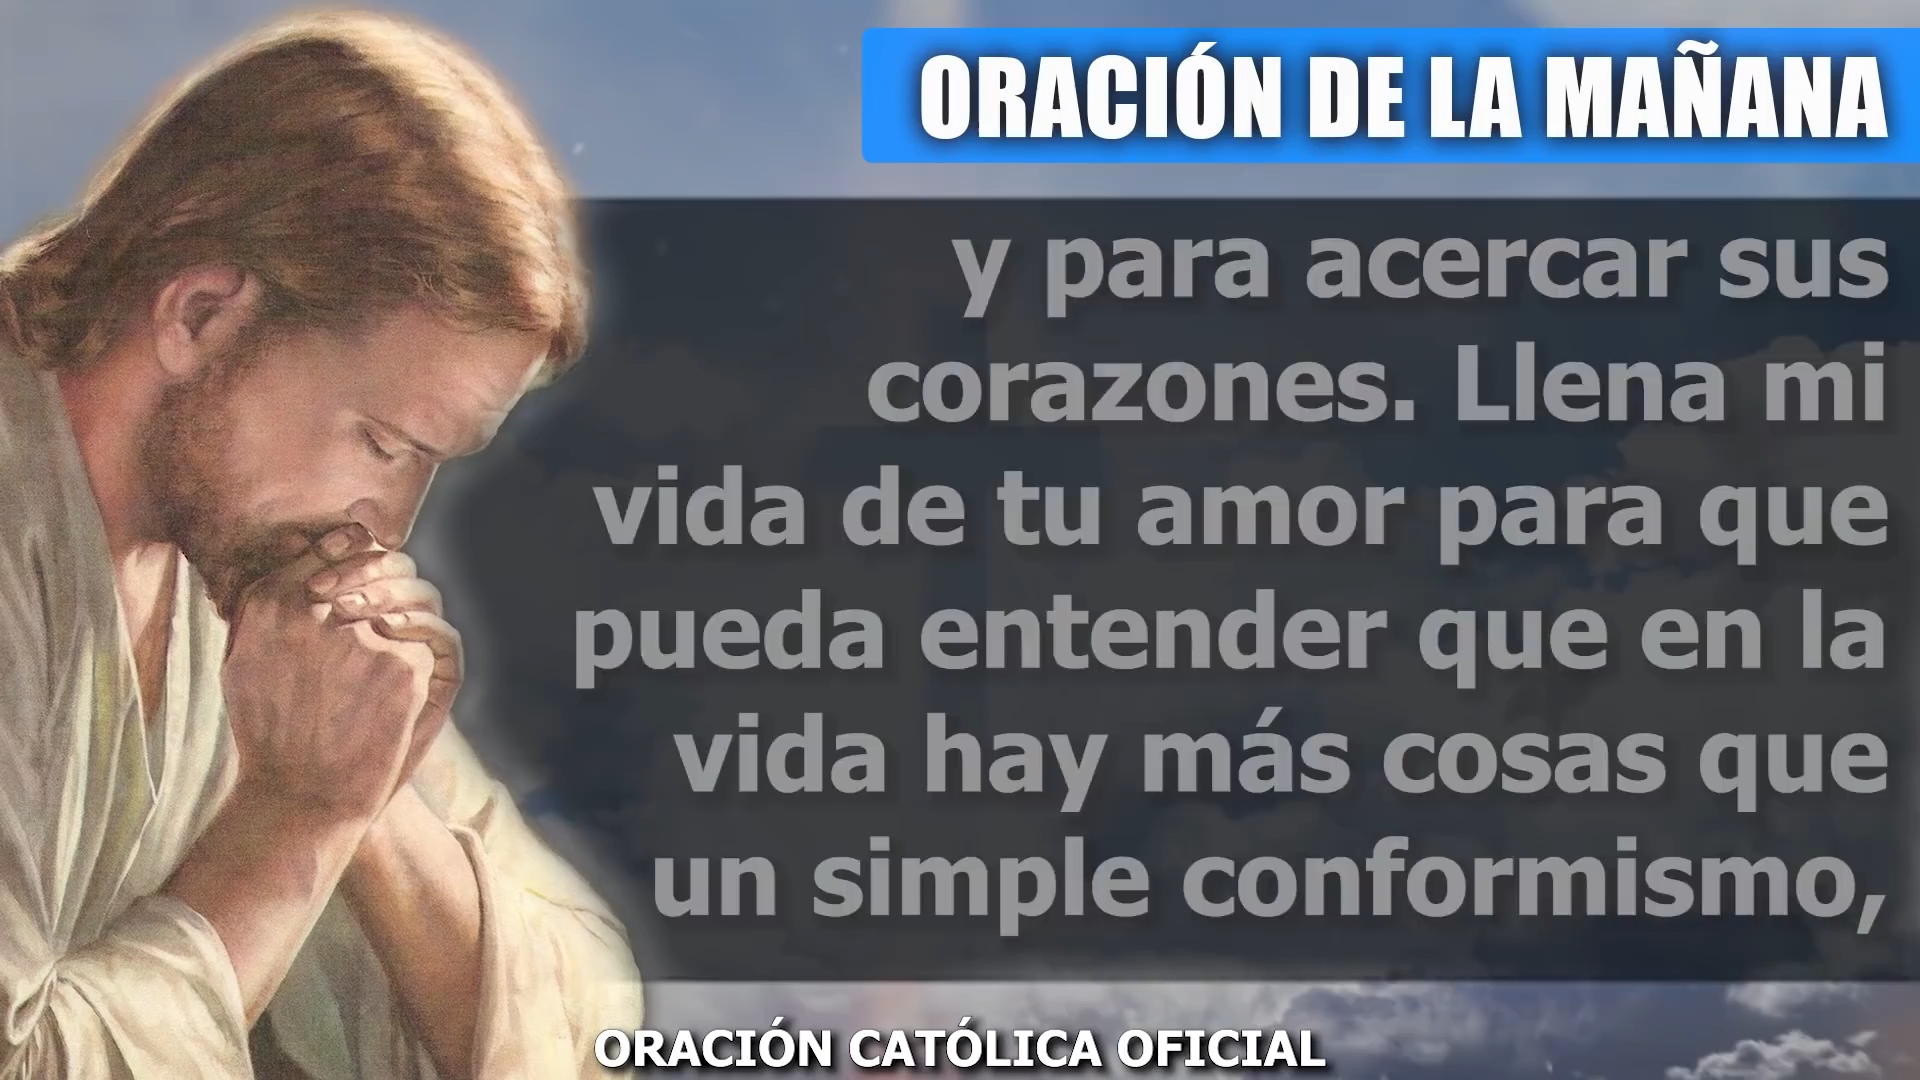 ORACIÓN DE LA MAÑANA
y para acercar sus
corazones. Llena mi
vida de tu amor para que
pueda entender que en la
vida hay más cosas que
un simple conformismo,
ORACIÓN CATÓLICA OFICIAL